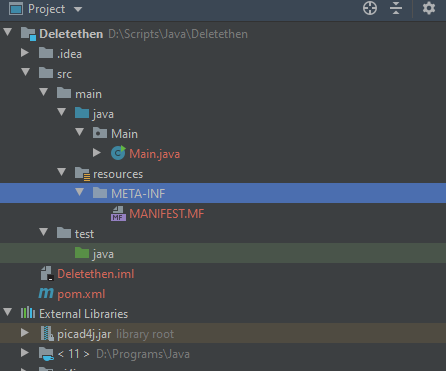 Project
Deletethen D:\Scripts\Java\Deletethen
.idea
src
main
java
Main
Main.java
resources
META-INF
MF MANIFEST.MF
test
java
Deletethen.iml
m pom.xml
External Libraries
picad4j.jar library root
< 11 > D:\Programs\Java